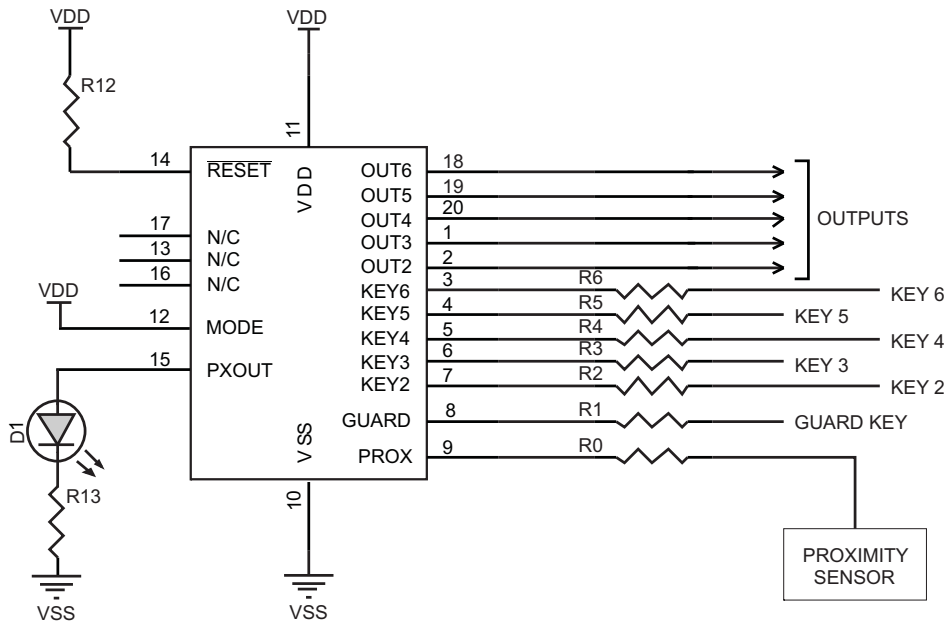 VDD
VDD
R12
11
14
RESET
VDD
OUT6
18
OUT5
19
OUT4
20
OUT3
1
OUT2
2
OUTPUTS
17
N/C
13
N/C
16
N/C
VDD
12
MODE
15
PXOUT
KEY6
3
R6
KEY 6
KEY5
4
R5
KEY 5
KEY4
5
R4
KEY 4
KEY3
6
R3
KEY 3
KEY2
7
R2
KEY 2
GUARD
8
R1
GUARD KEY
PROX
9
R0
D1
R13
VSS
VSS
10
VSS
PROXIMITY
SENSOR